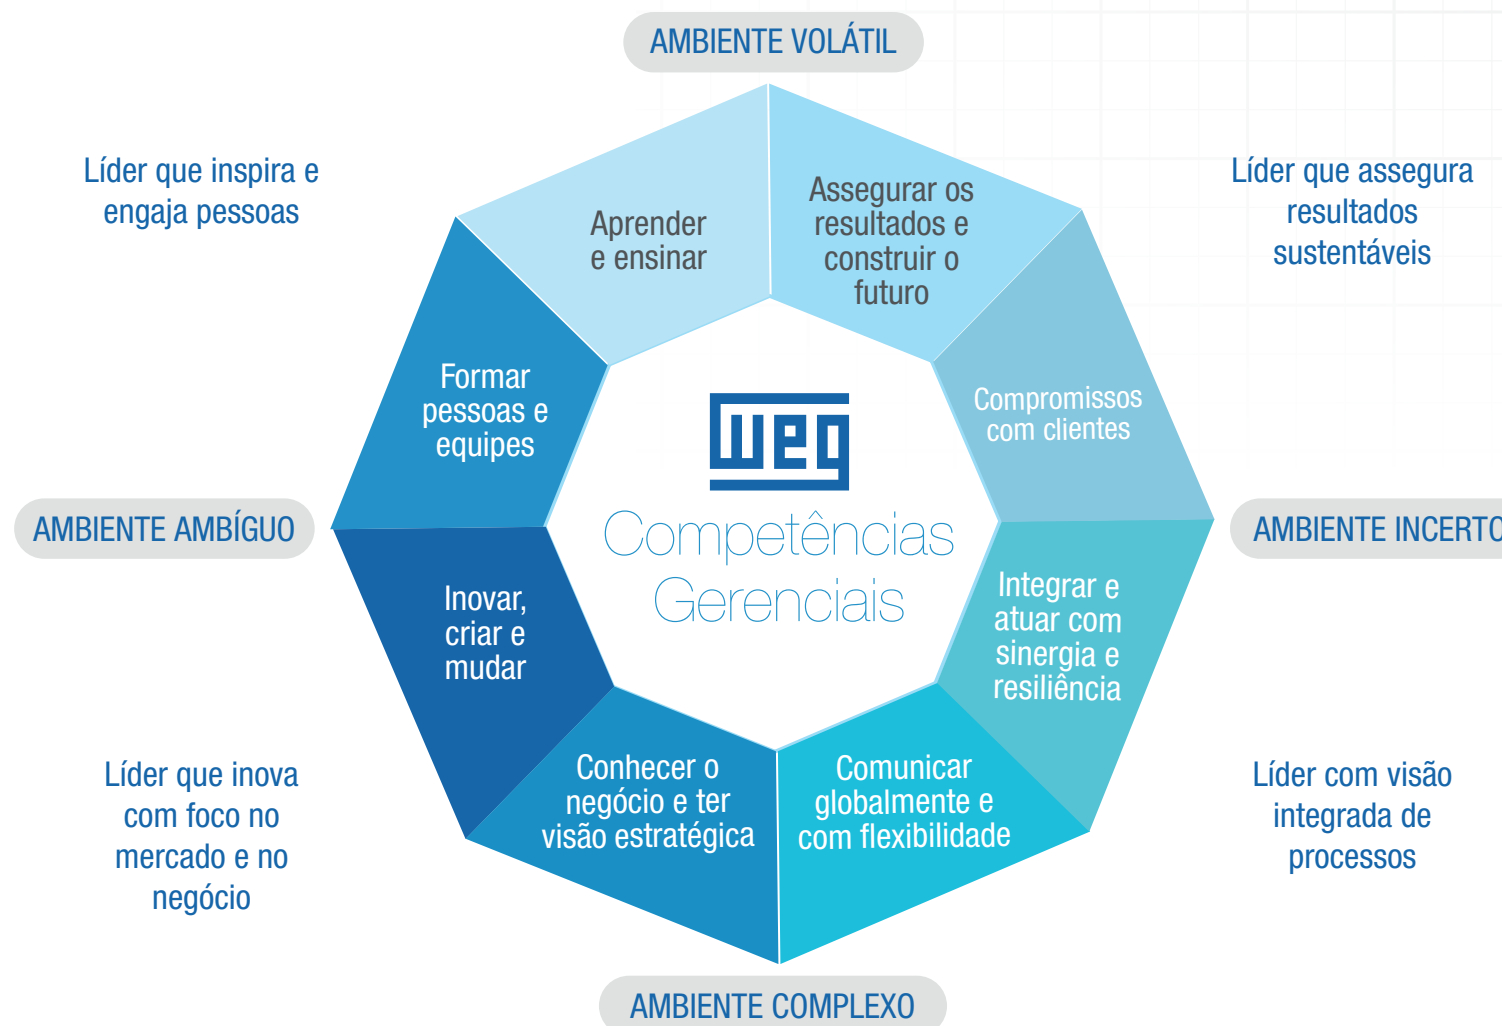 AMBIENTE VOLÁTIL
Líder que inspira e
engaja pessoas
Aprender
e ensinar
Assegurar os
resultados e
construir o
futuro
Líder que assegura
resultados
sustentáveis
Formar
pessoas e
equipes
Compromissos
com clientes
weg
Competências
Gerenciais
AMBIENTE AMBÍGUO
AMBIENTE INCERTO
Inovar,
criar e
mudar
Integrar e
atuar com
sinergia e
resiliência
Líder que inova
com foco no
mercado e no
negócio
Conhecer o
negócio e ter
visão estratégica
Comunicar
globalmente e
com flexibilidade
Líder com visão
integrada de
processos
AMBIENTE COMPLEXO